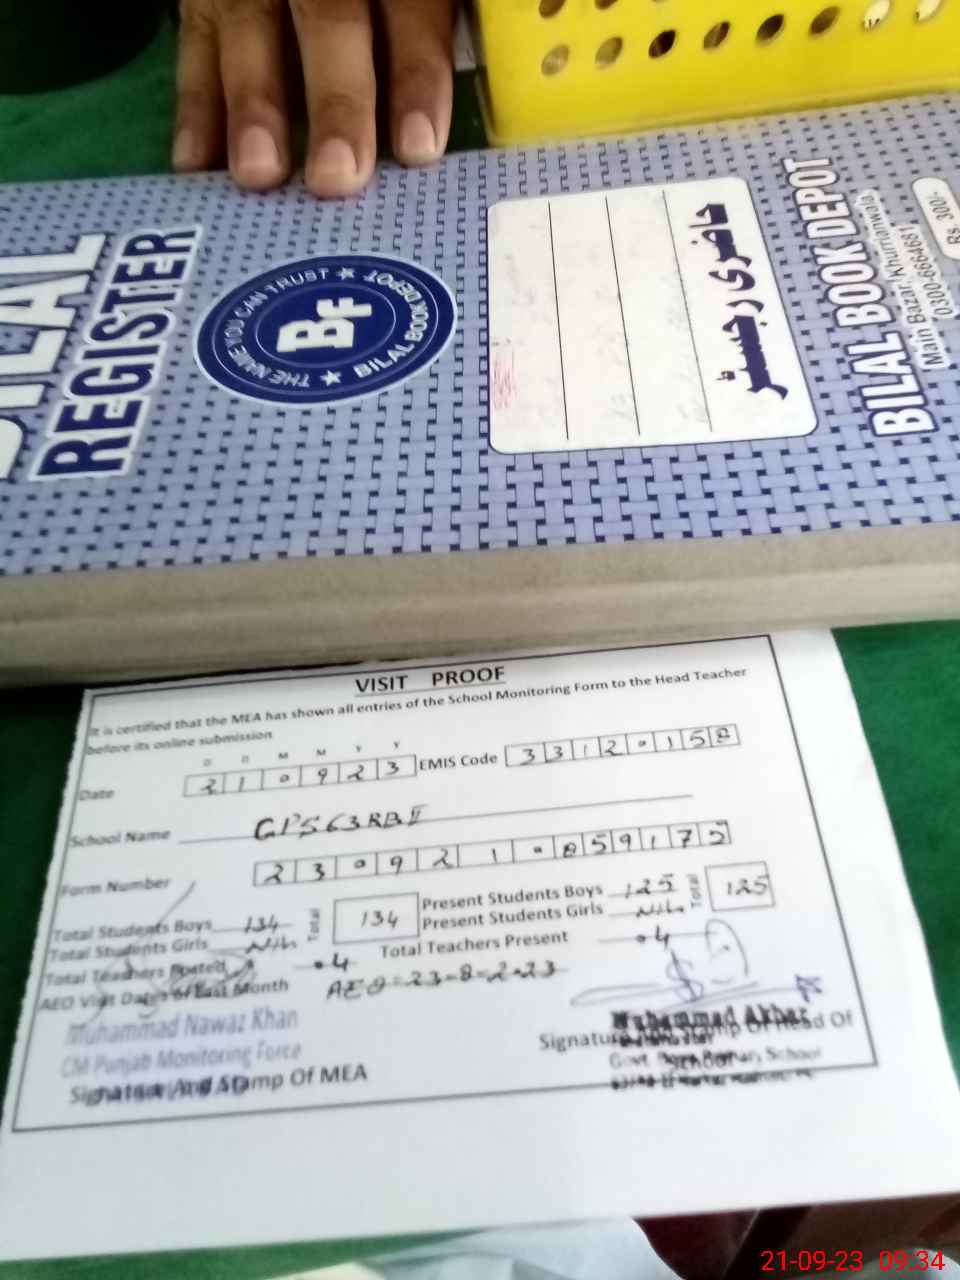 BILAL
REGISTER
THE NAME YOU CAN TRUST ★ BILAL BOOK DEPOT ★
BF
حاضری رجسٹر
BILAL BOOK DEPOT
Main Bazar, Khurrianwala
0300-6664681
Rs. 300/-
VISIT PROOF
It is certified that the MEA has shown all entries of the School Monitoring Form to the Head Teacher
before its online submission
D D M M Y Y
Date 2 1 0 9 2 3 EMIS Code 3 3 1 2 0 1 5 8
School Name GPS 63 RB II
Form Number 2 3 0 9 2 1 0 8 5 9 1 7 5
Total Students Boys 134 Total 134 Present Students Boys 125 Total 125
Total Students Girls Nil Present Students Girls Nil
Total Teachers Posted 04 Total Teachers Present 04
AEO Visit Dates of Last Month AEO = 23-8-2023
Muhammad Nawaz Khan
CM Punjab Monitoring Force
Signature And Stamp Of MEA
Muhammad Akbar
Signature And Stamp Of Head Of
School
Govt. Primary School
21-09-23 09:34